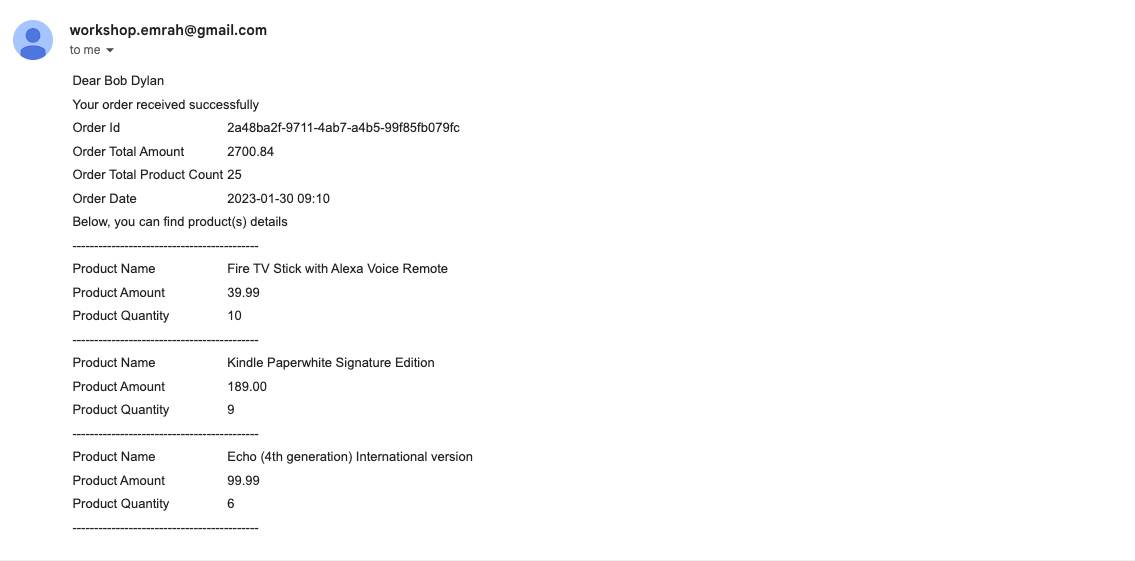 workshop.emrah@gmail.com
to me
Dear Bob Dylan
Your order received successfully
Order Id 2a48ba2f-9711-4ab7-a4b5-99f85fb079fc
Order Total Amount 2700.84
Order Total Product Count 25
Order Date 2023-01-30 09:10
Below, you can find product(s) details
-------------------------------------------
Product Name Fire TV Stick with Alexa Voice Remote
Product Amount 39.99
Product Quantity 10
-------------------------------------------
Product Name Kindle Paperwhite Signature Edition
Product Amount 189.00
Product Quantity 9
-------------------------------------------
Product Name Echo (4th generation) International version
Product Amount 99.99
Product Quantity 6
-------------------------------------------